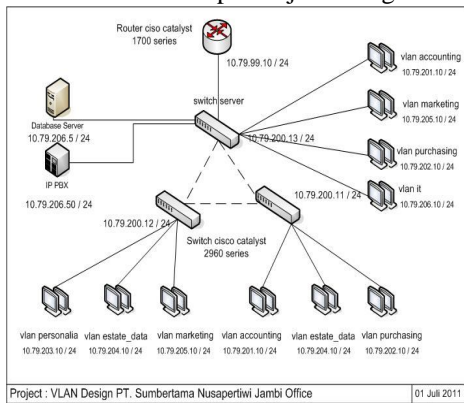 Router ciso catalyst
1700 series
10.79.99.10 / 24
switch server
vlan accounting
10.79.201.10 / 24
vlan marketing
10.79.205.10 / 24
Database Server
10.79.206.5 / 24
10.79.200.13 / 24
vlan purchasing
10.79.202.10 / 24
IP PBX
10.79.206.50 / 24
vlan it
10.79.206.10 / 24
10.79.200.11 / 24
10.79.200.12 / 24
Switch cisco catalyst
2960 series
vlan personalia
10.79.203.10 / 24
vlan estate_data
10.79.204.10 / 24
vlan marketing
10.79.205.10 / 24
vlan accounting
10.79.201.10 / 24
vlan estate_data
10.79.204.10 / 24
vlan purchasing
10.79.202.10 / 24
Project : VLAN Design PT. Sumbertama Nusapertiwi Jambi Office
01 Juli 2011